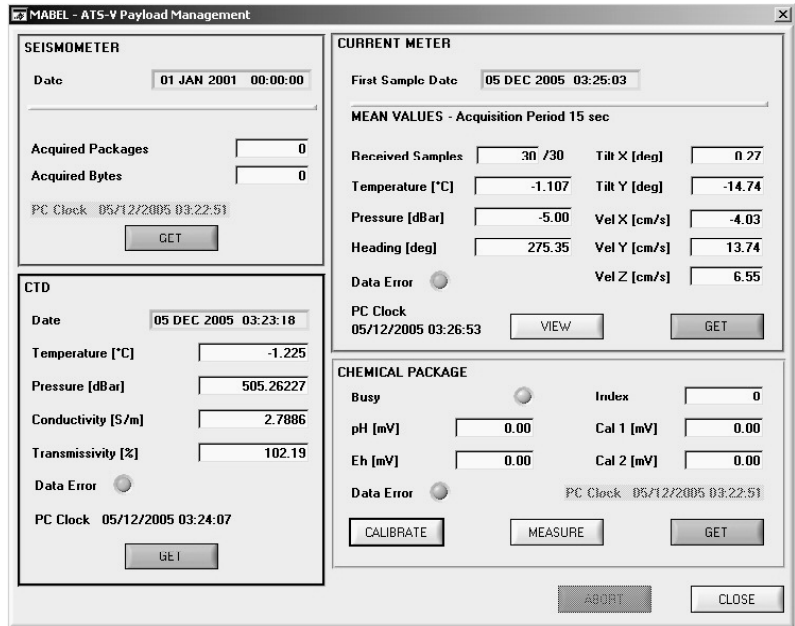 MABEL - ATS-V Payload Management
SEISMOMETER
Date 01 JAN 2001 00:00:00
Acquired Packages 0
Acquired Bytes 0
PC Clock 05/12/2005 03:22:51
GET
CTD
Date 05 DEC 2005 03:23:18
Temperature [°C] -1.225
Pressure [dBar] 505.26227
Conductivity [S/m] 2.7886
Transmissivity [%] 102.19
Data Error
PC Clock 05/12/2005 03:24:07
GET
CURRENT METER
First Sample Date 05 DEC 2005 03:25:03
MEAN VALUES - Acquisition Period 15 sec
Received Samples 30 /30 Tilt X [deg] 0.27
Temperature [°C] -1.107 Tilt Y [deg] -14.74
Pressure [dBar] -5.00 Vel X [cm/s] -4.03
Heading [deg] 275.35 Vel Y [cm/s] 13.74
Data Error Vel Z [cm/s] 6.55
PC Clock
05/12/2005 03:26:53 VIEW GET
CHEMICAL PACKAGE
Busy Index 0
pH [mV] 0.00 Cal 1 [mV] 0.00
Eh [mV] 0.00 Cal 2 [mV] 0.00
Data Error PC Clock 05/12/2005 03:22:51
CALIBRATE MEASURE GET
ABORT CLOSE